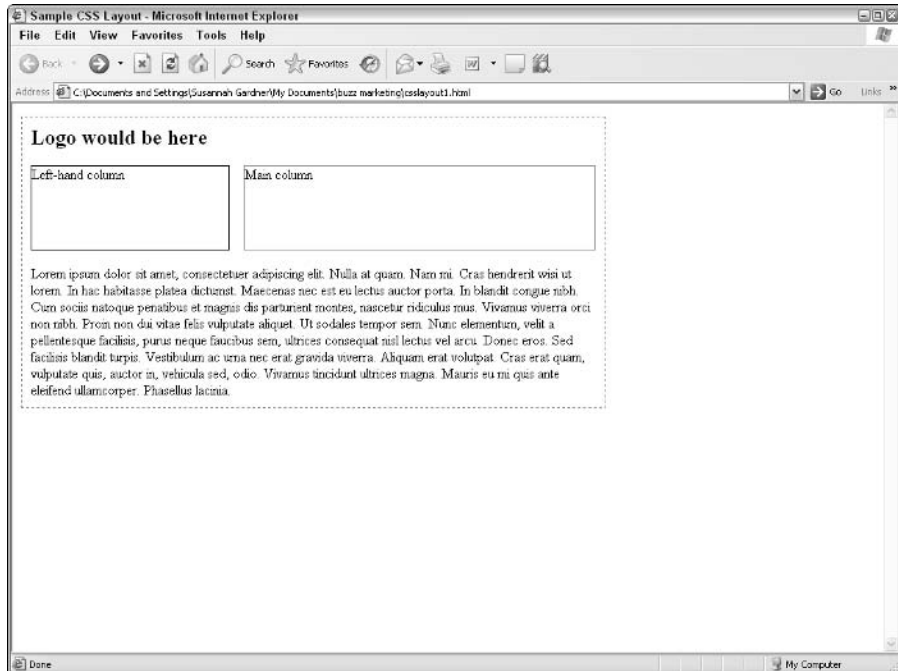 Sample CSS Layout - Microsoft Internet Explorer
File Edit View Favorites Tools Help
Back Search Favorites
Address C:\Documents and Settings\Susannah Gardner\My Documents\buzz marketing\csslayout1.html Go Links »
Logo would be here
Left-hand column
Main column
Lorem ipsum dolor sit amet, consectetuer adipiscing elit. Nulla at quam. Nam mi. Cras hendrerit wisi ut
lorem. In hac habitasse platea dictumst. Maecenas nec est eu lectus auctor porta. In blandit congue nibh.
Cum sociis natoque penatibus et magnis dis parturient montes, nascetur ridiculus mus. Vivamus viverra orci
non nibh. Proin non dui vitae felis vulputate aliquet. Ut sodales tempor sem. Nunc elementum, velit a
pellentesque facilisis, purus neque faucibus sem, ultrices consequat nisl lectus vel arcu. Donec eros. Sed
facilisis blandit turpis. Vestibulum ac urna nec erat gravida viverra. Aliquam erat volutpat. Cras erat quam,
vulputate quis, auctor in, vehicula sed, odio. Vivamus tincidunt ultrices magna. Mauris eu mi quis ante
eleifend ullamcorper. Phasellus lacinia.
Done My Computer